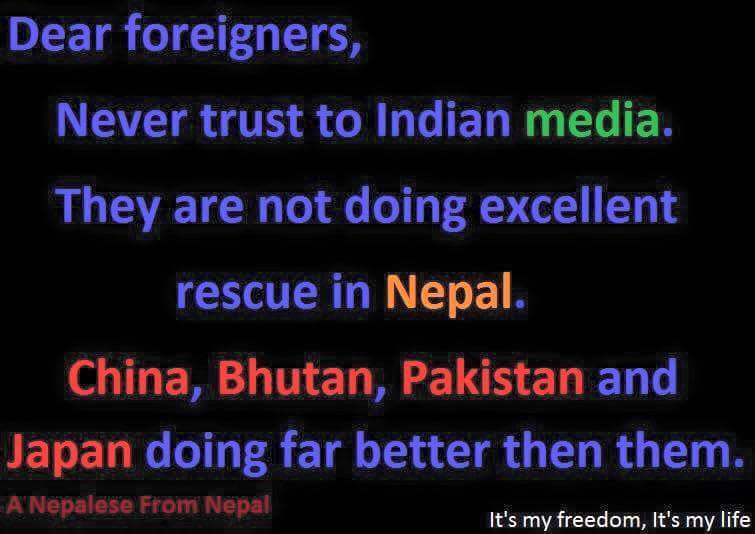 Dear foreigners,
Never trust to Indian media.
They are not doing excellent
rescue in Nepal.
China, Bhutan, Pakistan and
Japan doing far better then them.
A Nepalese From Nepal
It's my freedom, It's my life